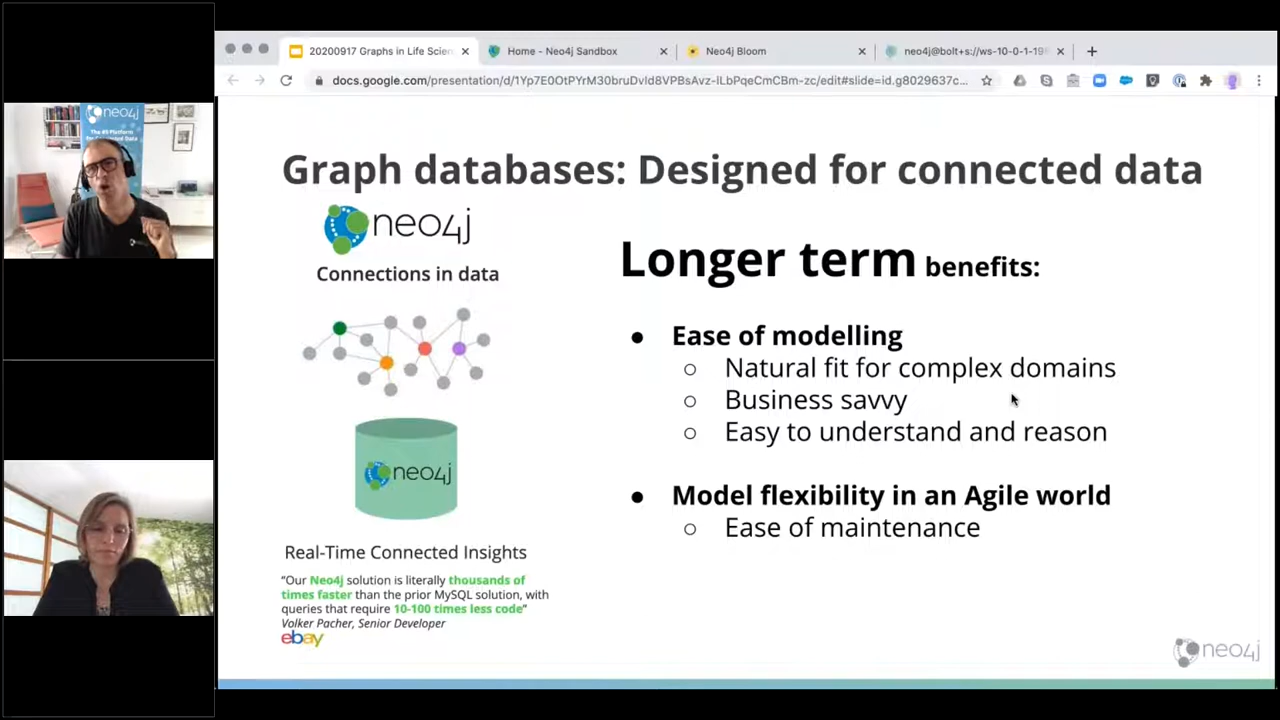 20200917 Graphs in Life Scien
Home - Neo4j Sandbox
Neo4j Bloom
neo4j@bolt+s://ws-10-0-1-19
docs.google.com/presentation/d/1Yp7E0OtPYrM30bruDvId8VPBsAvz-ILbPqeCmCBm-zc/edit#slide=id.g8029637c...
neo4j
The #1 Platform
Graph databases: Designed for connected data
neo4j
Connections in data
Longer term benefits:
● Ease of modelling
○ Natural fit for complex domains
○ Business savvy
○ Easy to understand and reason
● Model flexibility in an Agile world
○ Ease of maintenance
neo4j
Real-Time Connected Insights
“Our Neo4j solution is literally thousands of
times faster than the prior MySQL solution, with
queries that require 10-100 times less code”
Volker Pacher, Senior Developer
ebay
neo4j